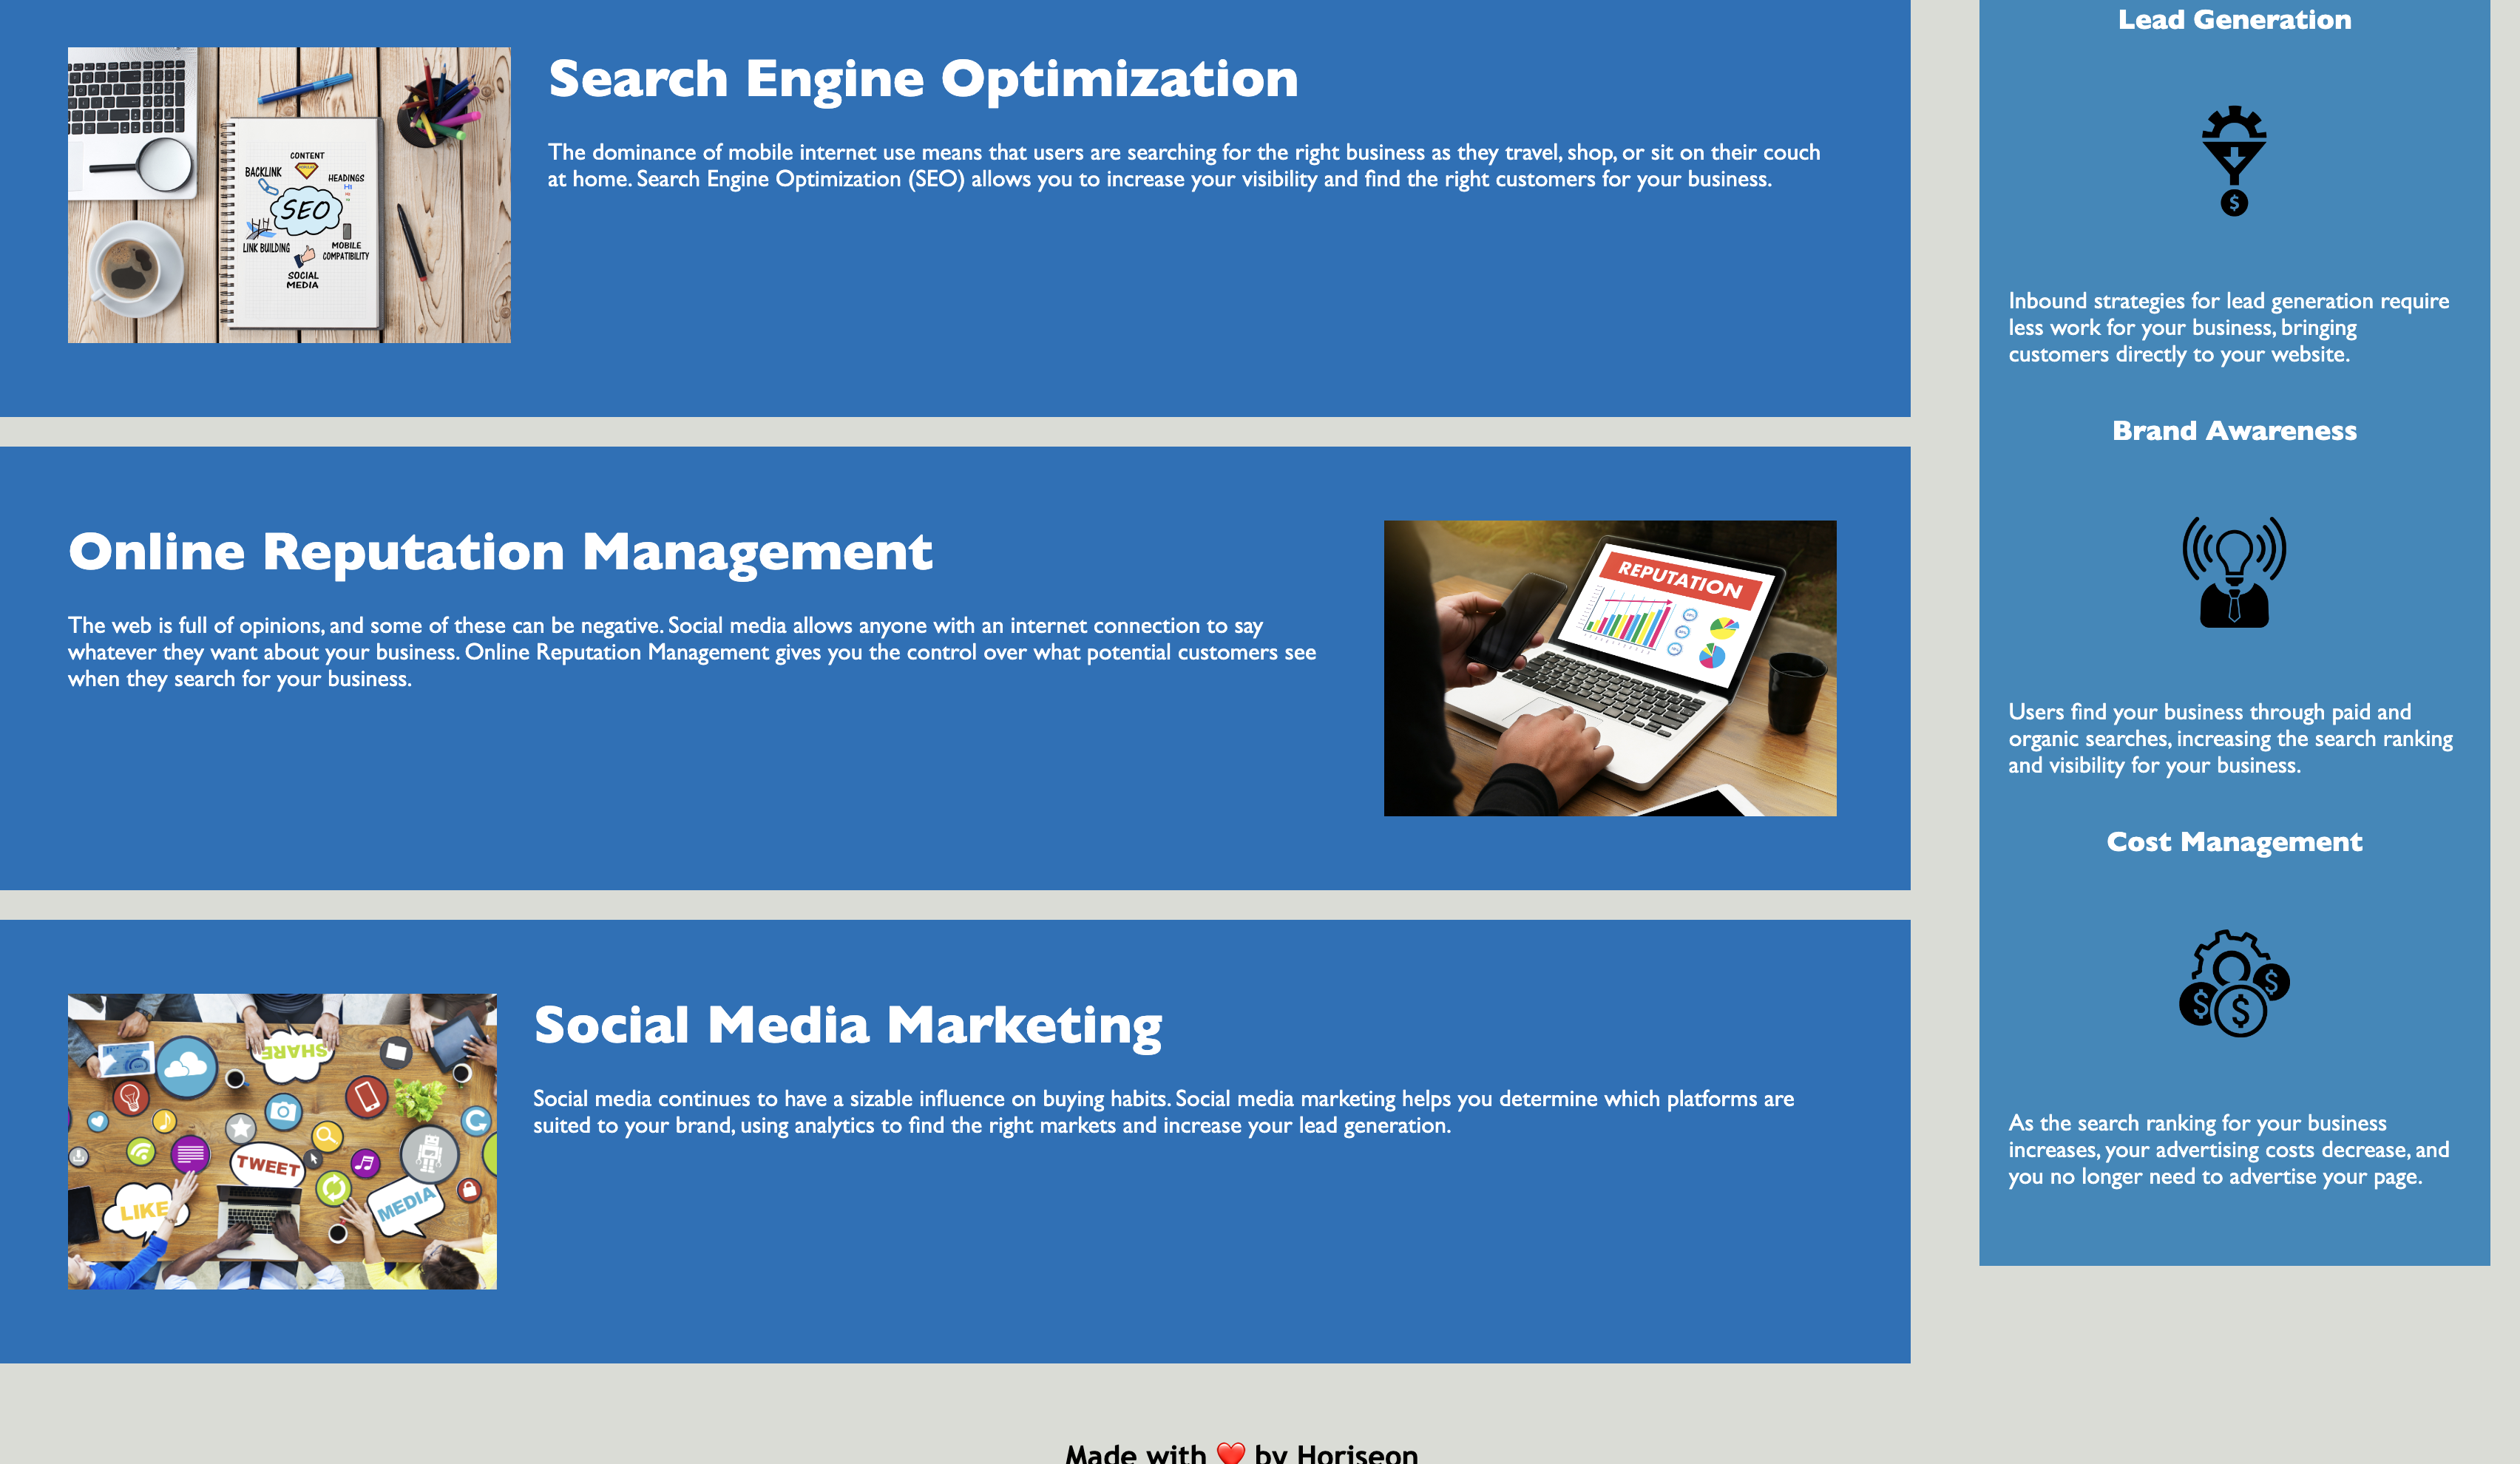 Search Engine Optimization
The dominance of mobile internet use means that users are searching for the right business as they travel, shop, or sit on their couch
at home. Search Engine Optimization (SEO) allows you to increase your visibility and find the right customers for your business.
CONTENT
BACKLINK
HEADINGS
H1
SEO
LINK BUILDING
MOBILE
COMPATIBILITY
SOCIAL
MEDIA
Online Reputation Management
The web is full of opinions, and some of these can be negative. Social media allows anyone with an internet connection to say
whatever they want about your business. Online Reputation Management gives you the control over what potential customers see
when they search for your business.
REPUTATION
Social Media Marketing
Social media continues to have a sizable influence on buying habits. Social media marketing helps you determine which platforms are
suited to your brand, using analytics to find the right markets and increase your lead generation.
SHARE
TWEET
LIKE
MEDIA
Lead Generation
$
Inbound strategies for lead generation require
less work for your business, bringing
customers directly to your website.
Brand Awareness
Users find your business through paid and
organic searches, increasing the search ranking
and visibility for your business.
Cost Management
$
$
$
As the search ranking for your business
increases, your advertising costs decrease, and
you no longer need to advertise your page.
Made with ❤️ by Horiseon